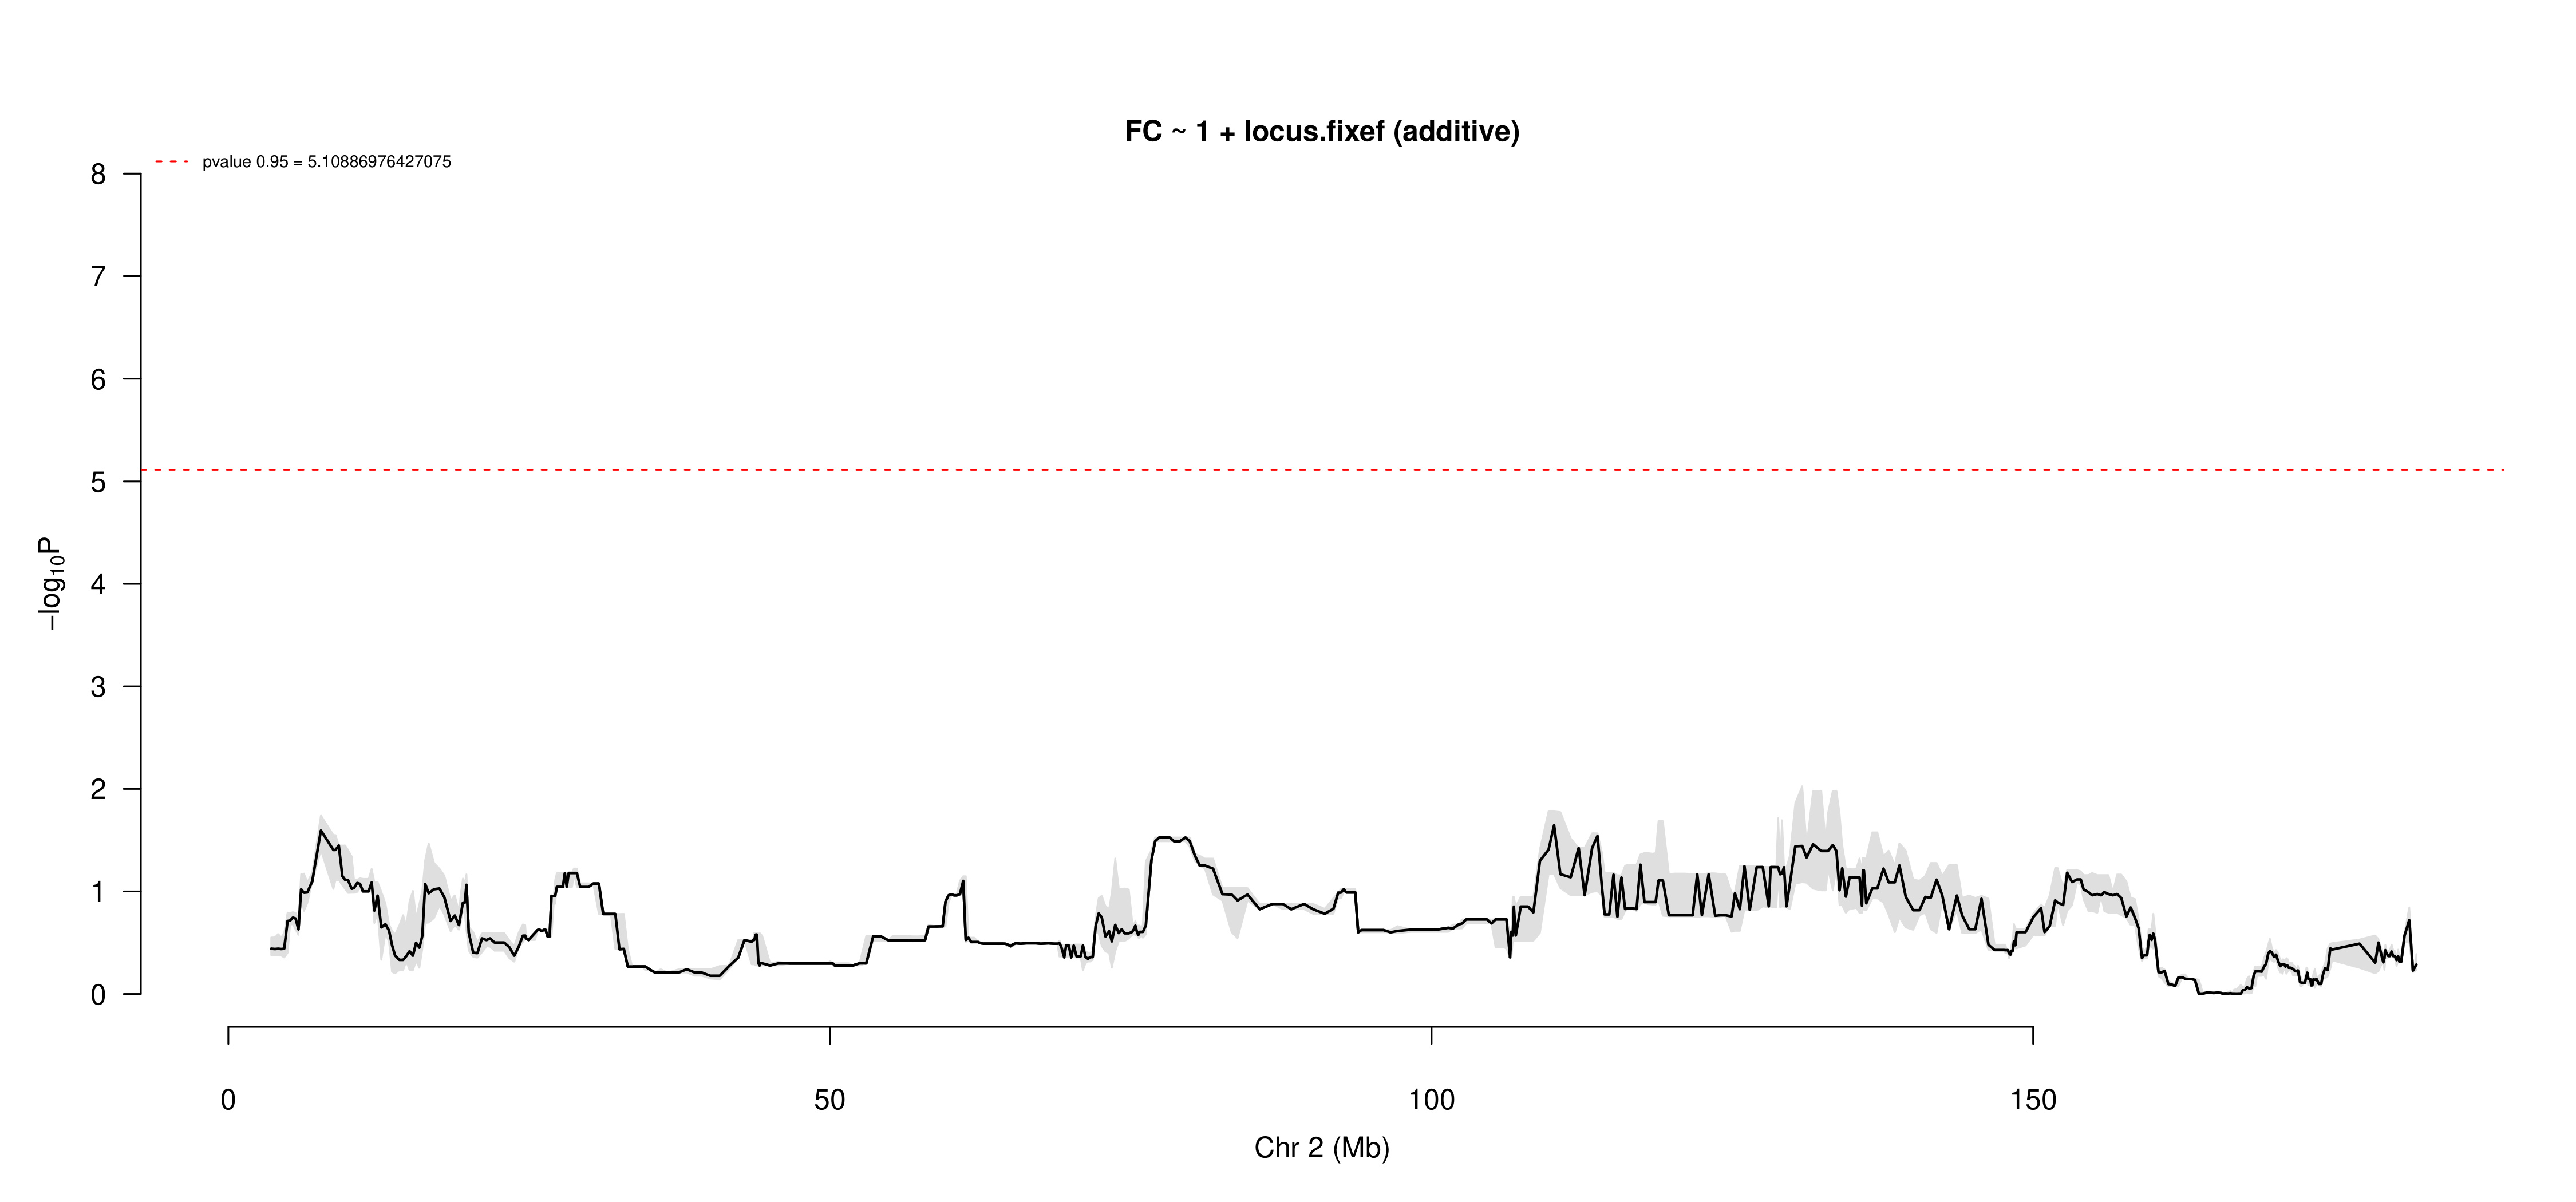 FC ~ 1 + locus.fixef (additive)
pvalue 0.95 = 5.10886976427075
8
7
6
5
4
3
2
1
0
−log10P
0 50 100 150
Chr 2 (Mb)